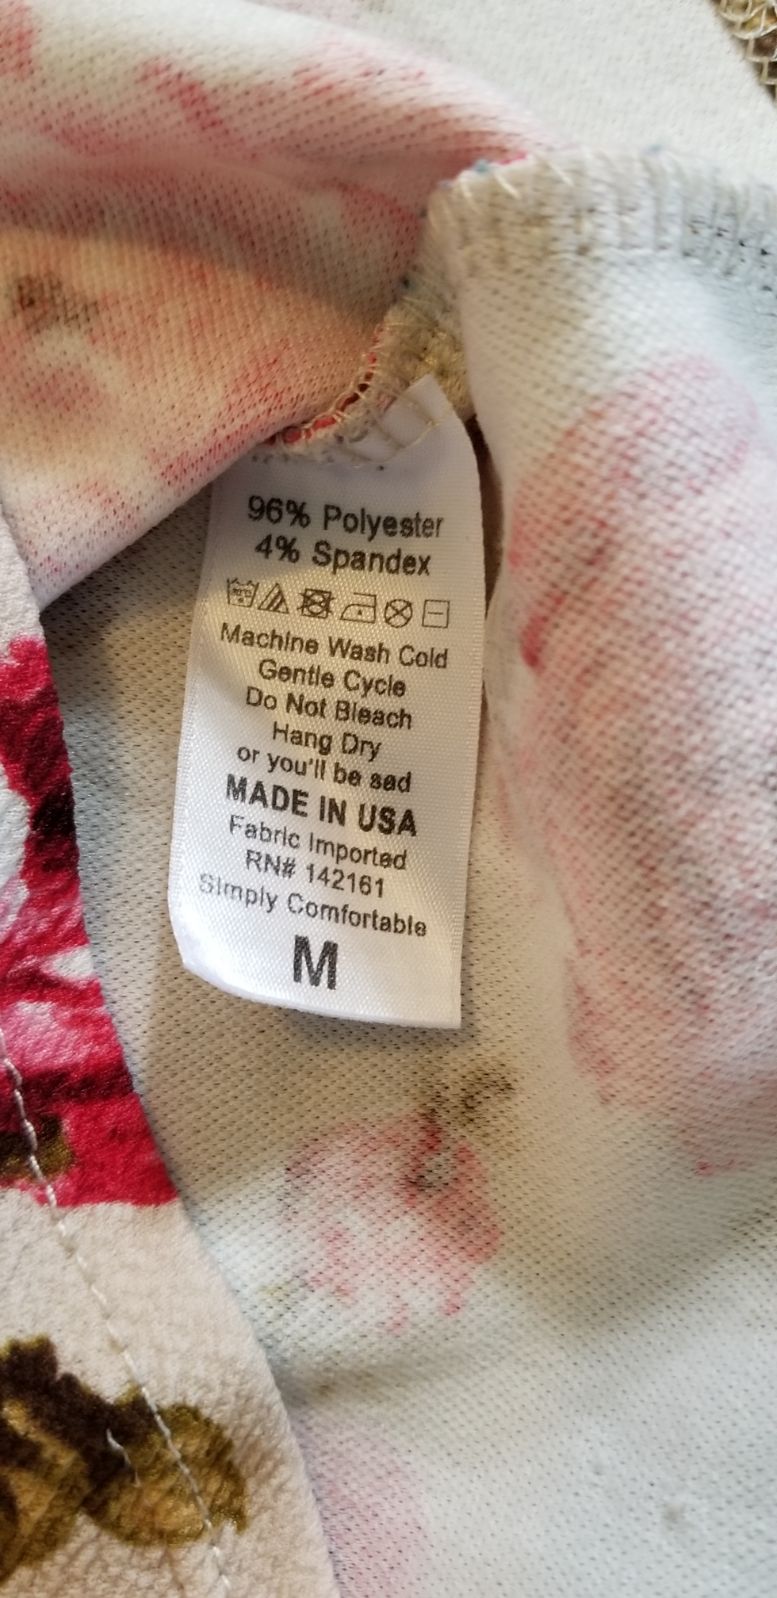 96% Polyester
4% Spandex
Machine Wash Cold
Gentle Cycle
Do Not Bleach
Hang Dry
or you'll be sad
MADE IN USA
Fabric Imported
RN# 142161
Simply Comfortable
M